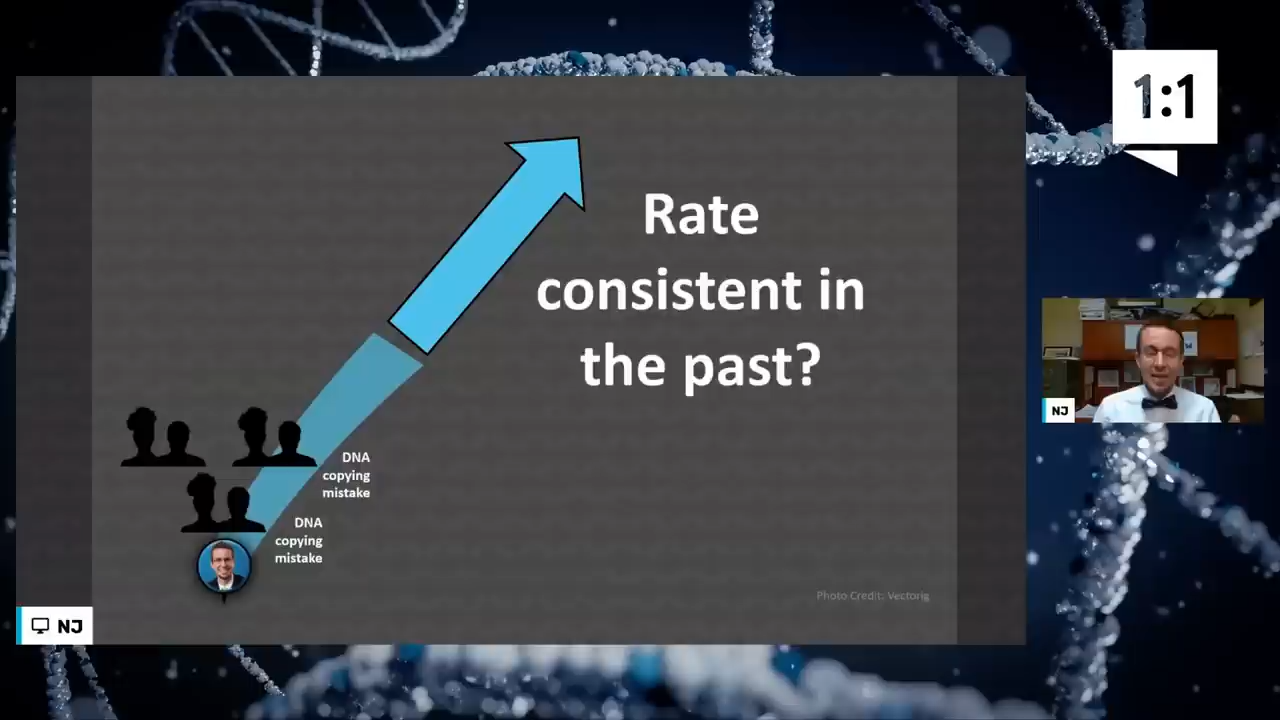 1:1
Rate
consistent in
the past?
DNA
copying
mistake
DNA
copying
mistake
Photo Credit: Vectorig
NJ
NJ